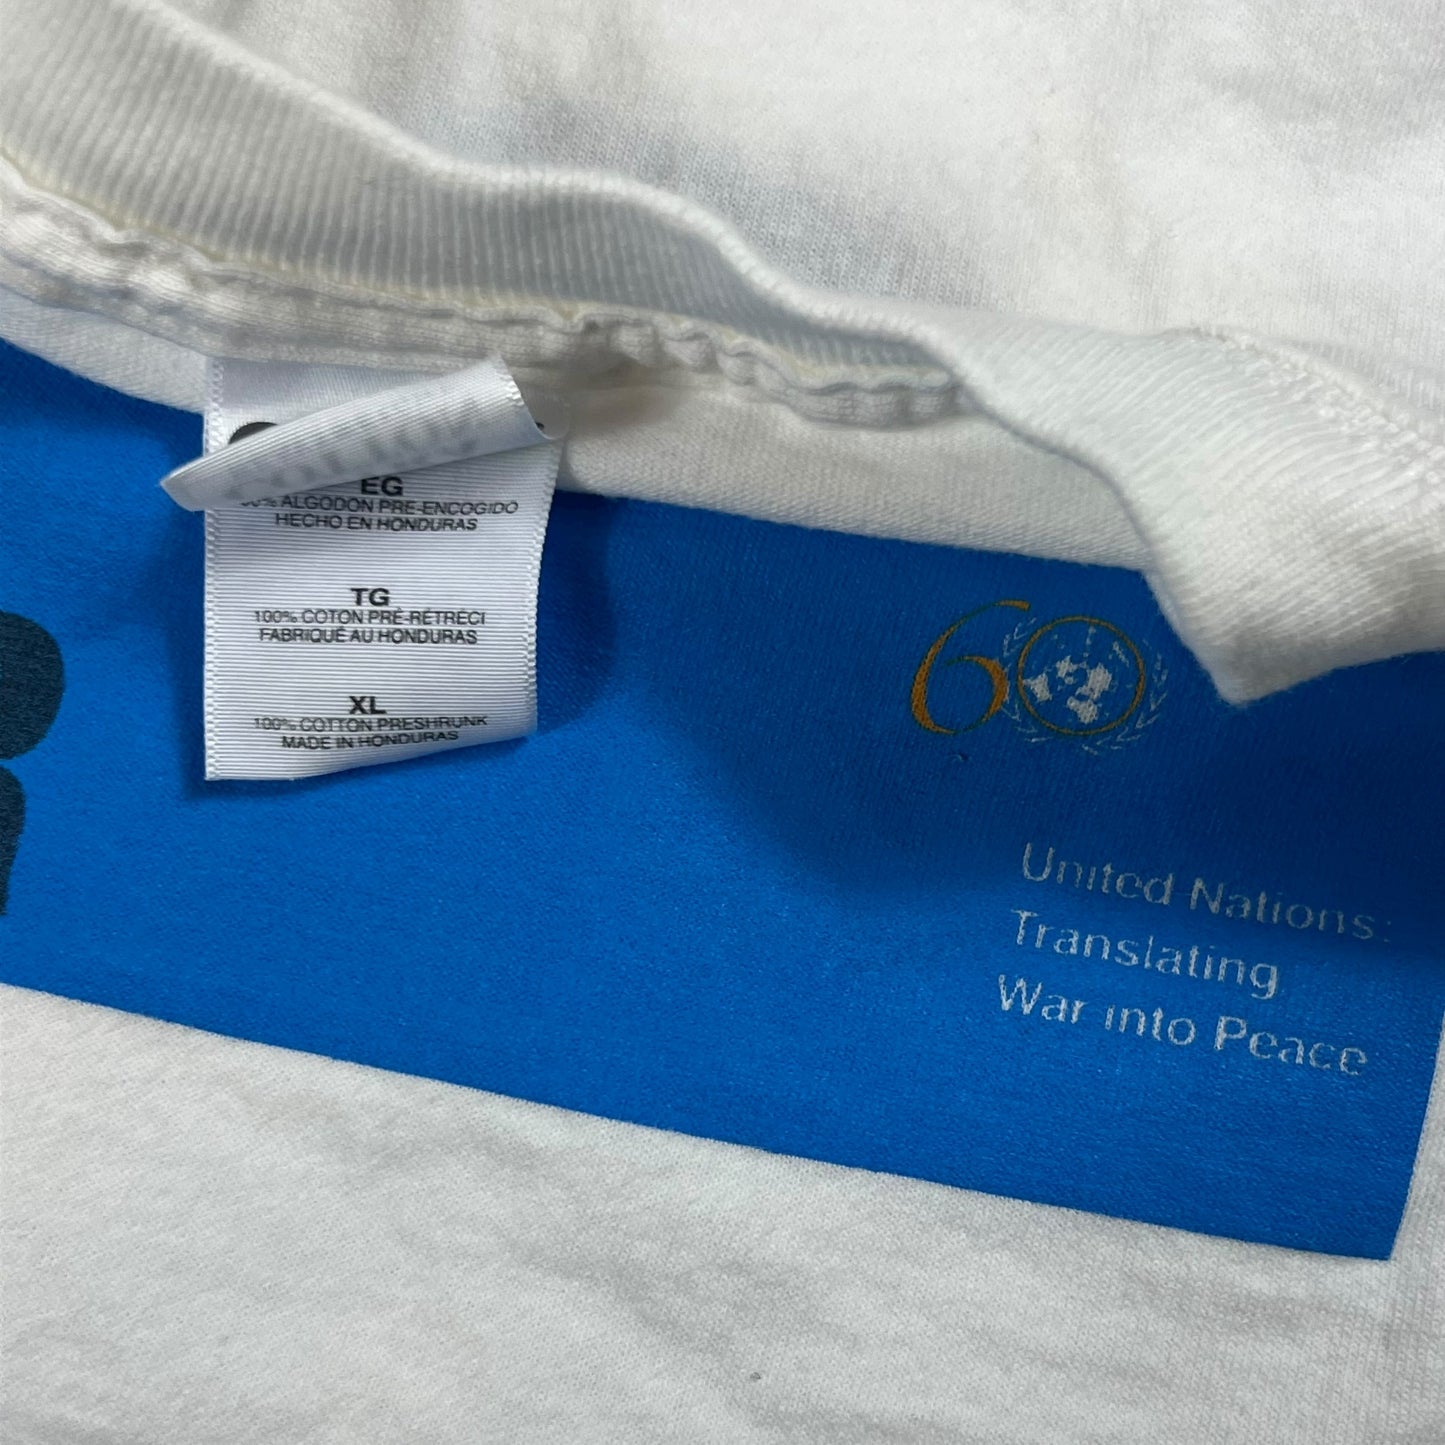 EG
ALGODON PRE-ENCOGIDO
HECHO EN HONDURAS
TG
100% COTON PRÉ-RÉTRÉCI
FABRIQUÉ AU HONDURAS
XL
100% COTTON PRESHRUNK
MADE IN HONDURAS
60
United Nations:
Translating
War into Peace